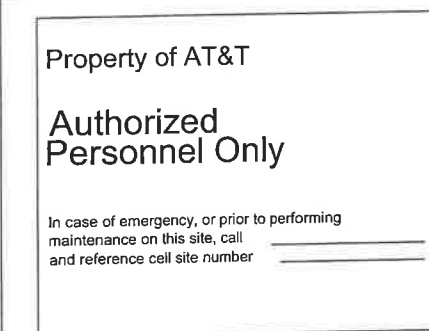 Property of AT&T
Authorized
Personnel Only
In case of emergency, or prior to performing
maintenance on this site, call
and reference cell site number